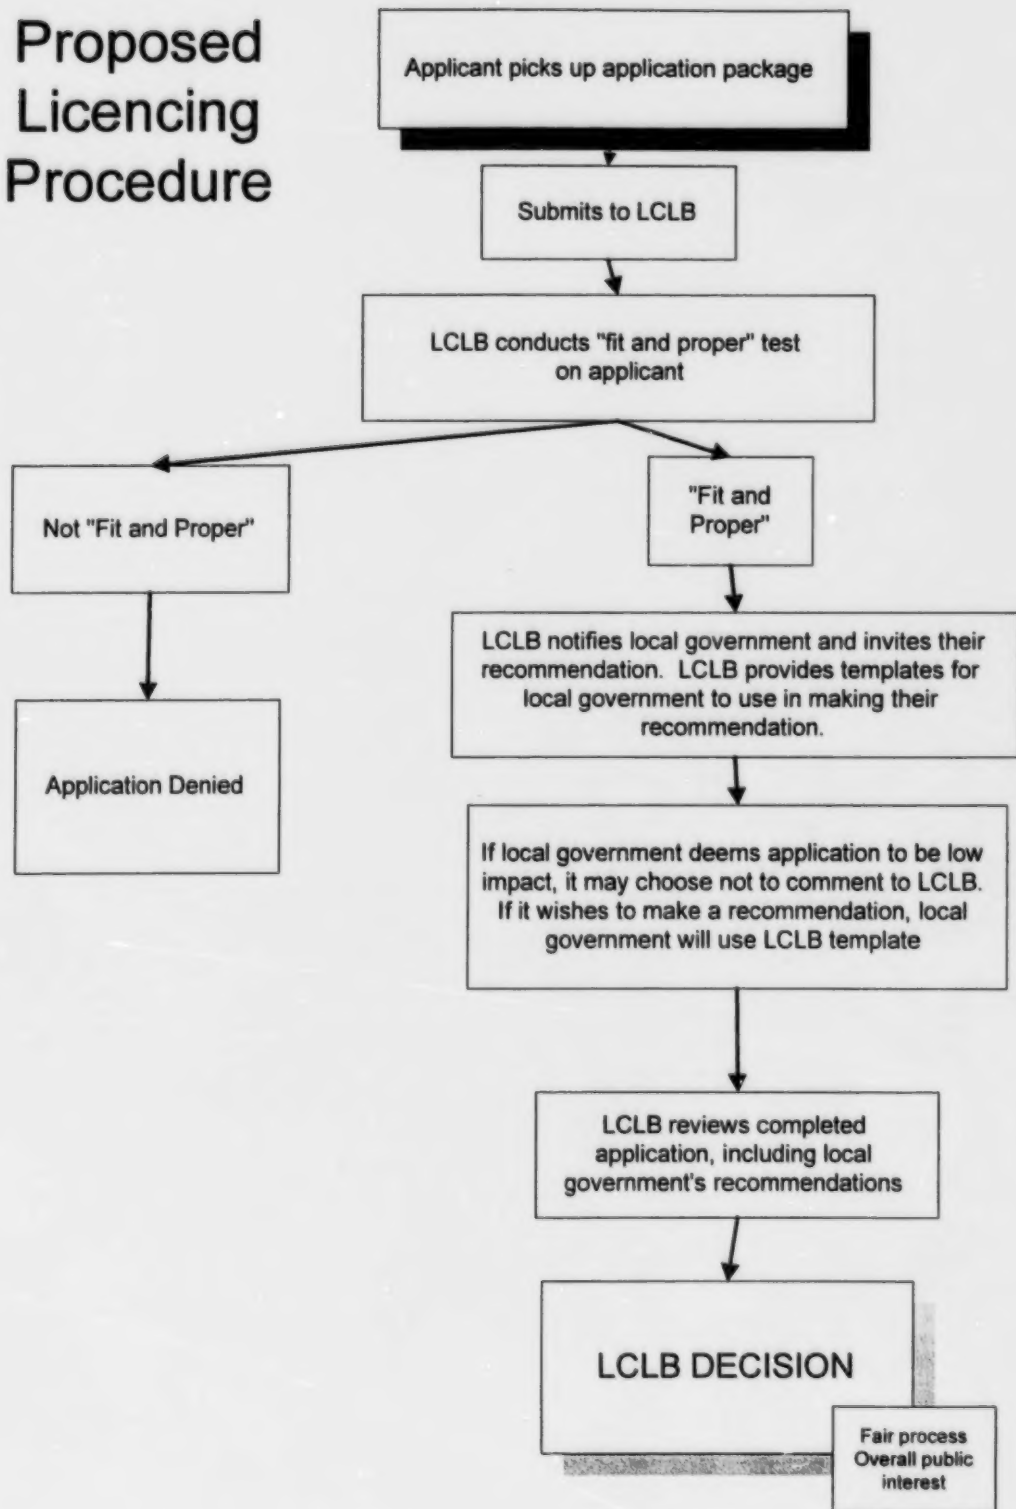 Proposed
Licencing
Procedure
Applicant picks up application package
Submits to LCLB
LCLB conducts "fit and proper" test
on applicant
Not "Fit and Proper"
"Fit and
Proper"
Application Denied
LCLB notifies local government and invites their
recommendation. LCLB provides templates for
local government to use in making their
recommendation.
If local government deems application to be low
impact, it may choose not to comment to LCLB.
If it wishes to make a recommendation, local
government will use LCLB template
LCLB reviews completed
application, including local
government's recommendations
LCLB DECISION
Fair process
Overall public
interest